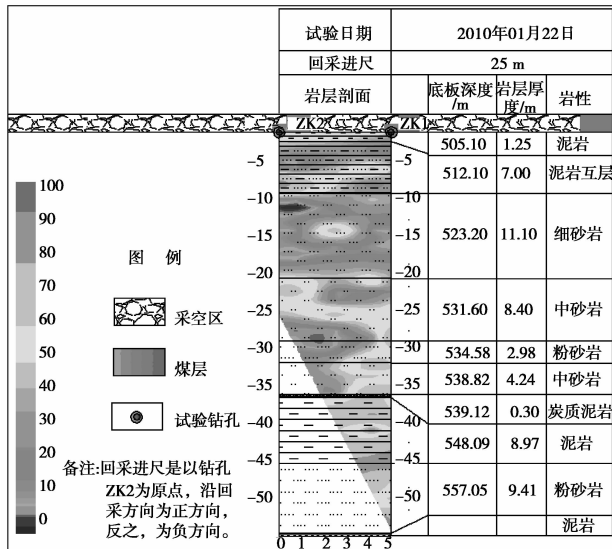 试验日期 2010年01月22日
回采进尺 25 m
岩层剖面 底板深度/m 岩层厚度/m 岩性
ZK2 ZK1
505.10 1.25 泥岩
512.10 7.00 泥岩互层
523.20 11.10 细砂岩
531.60 8.40 中砂岩
534.58 2.98 粉砂岩
538.82 4.24 中砂岩
539.12 0.30 炭质泥岩
548.09 8.97 泥岩
557.05 9.41 粉砂岩
泥岩
-5
-10
-15
-20
-25
-30
-35
-40
-45
-50
-5
-10
-15
-20
-25
-30
-35
-40
-45
-50
0 1 2 3 4 5
100
90
80
70
60
50
40
30
20
10
0
图 例
采空区
煤层
试验钻孔
备注:回采进尺是以钻孔
ZK2为原点，沿回
采方向为正方向，
反之，为负方向。